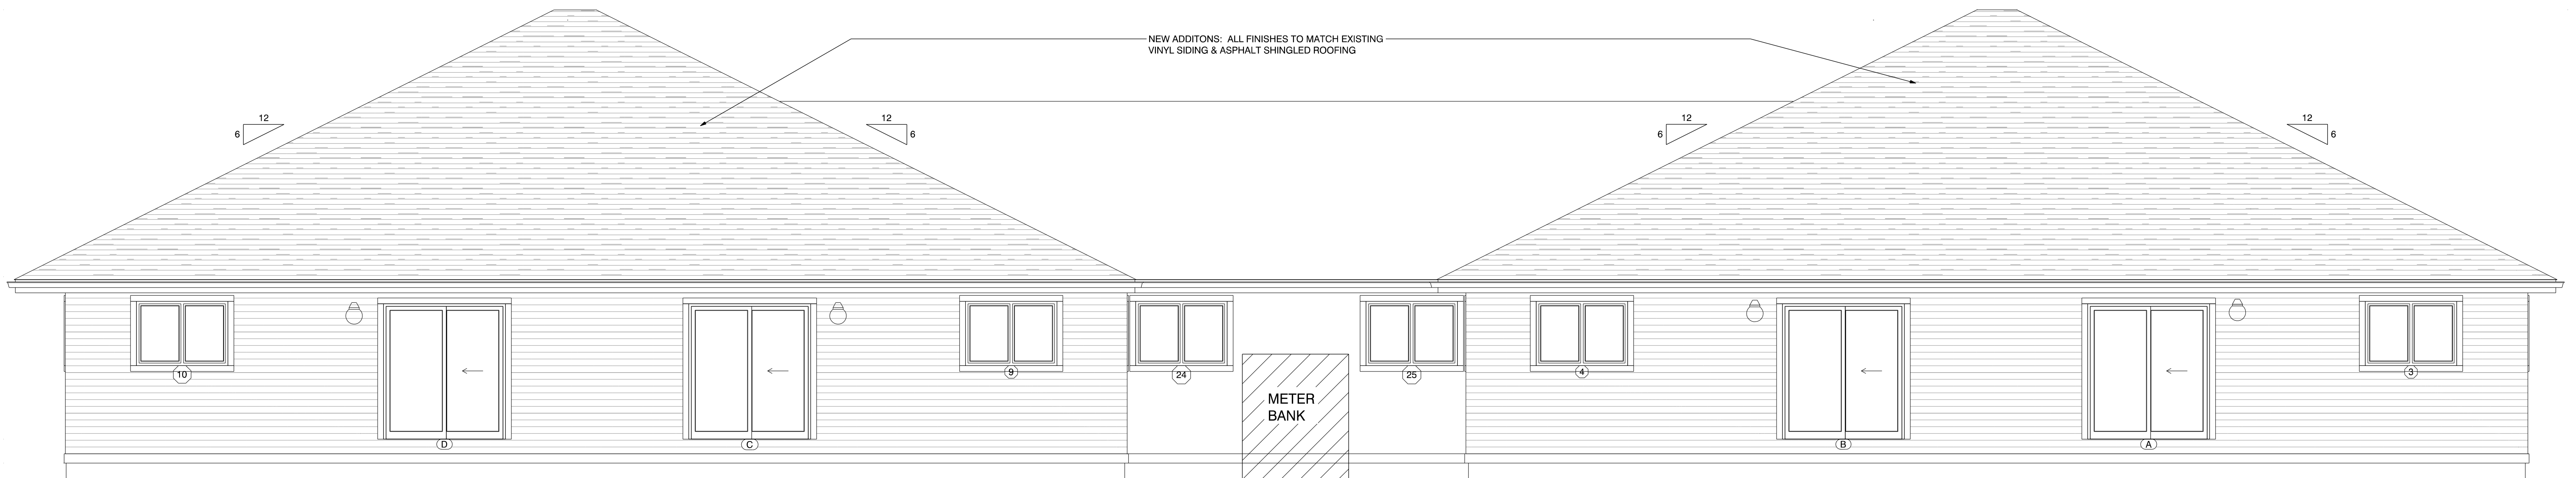 NEW ADDITONS: ALL FINISHES TO MATCH EXISTING
VINYL SIDING & ASPHALT SHINGLED ROOFING
12
6
12
6
12
6
12
6
10
D
C
9
24
METER
BANK
25
4
B
A
3